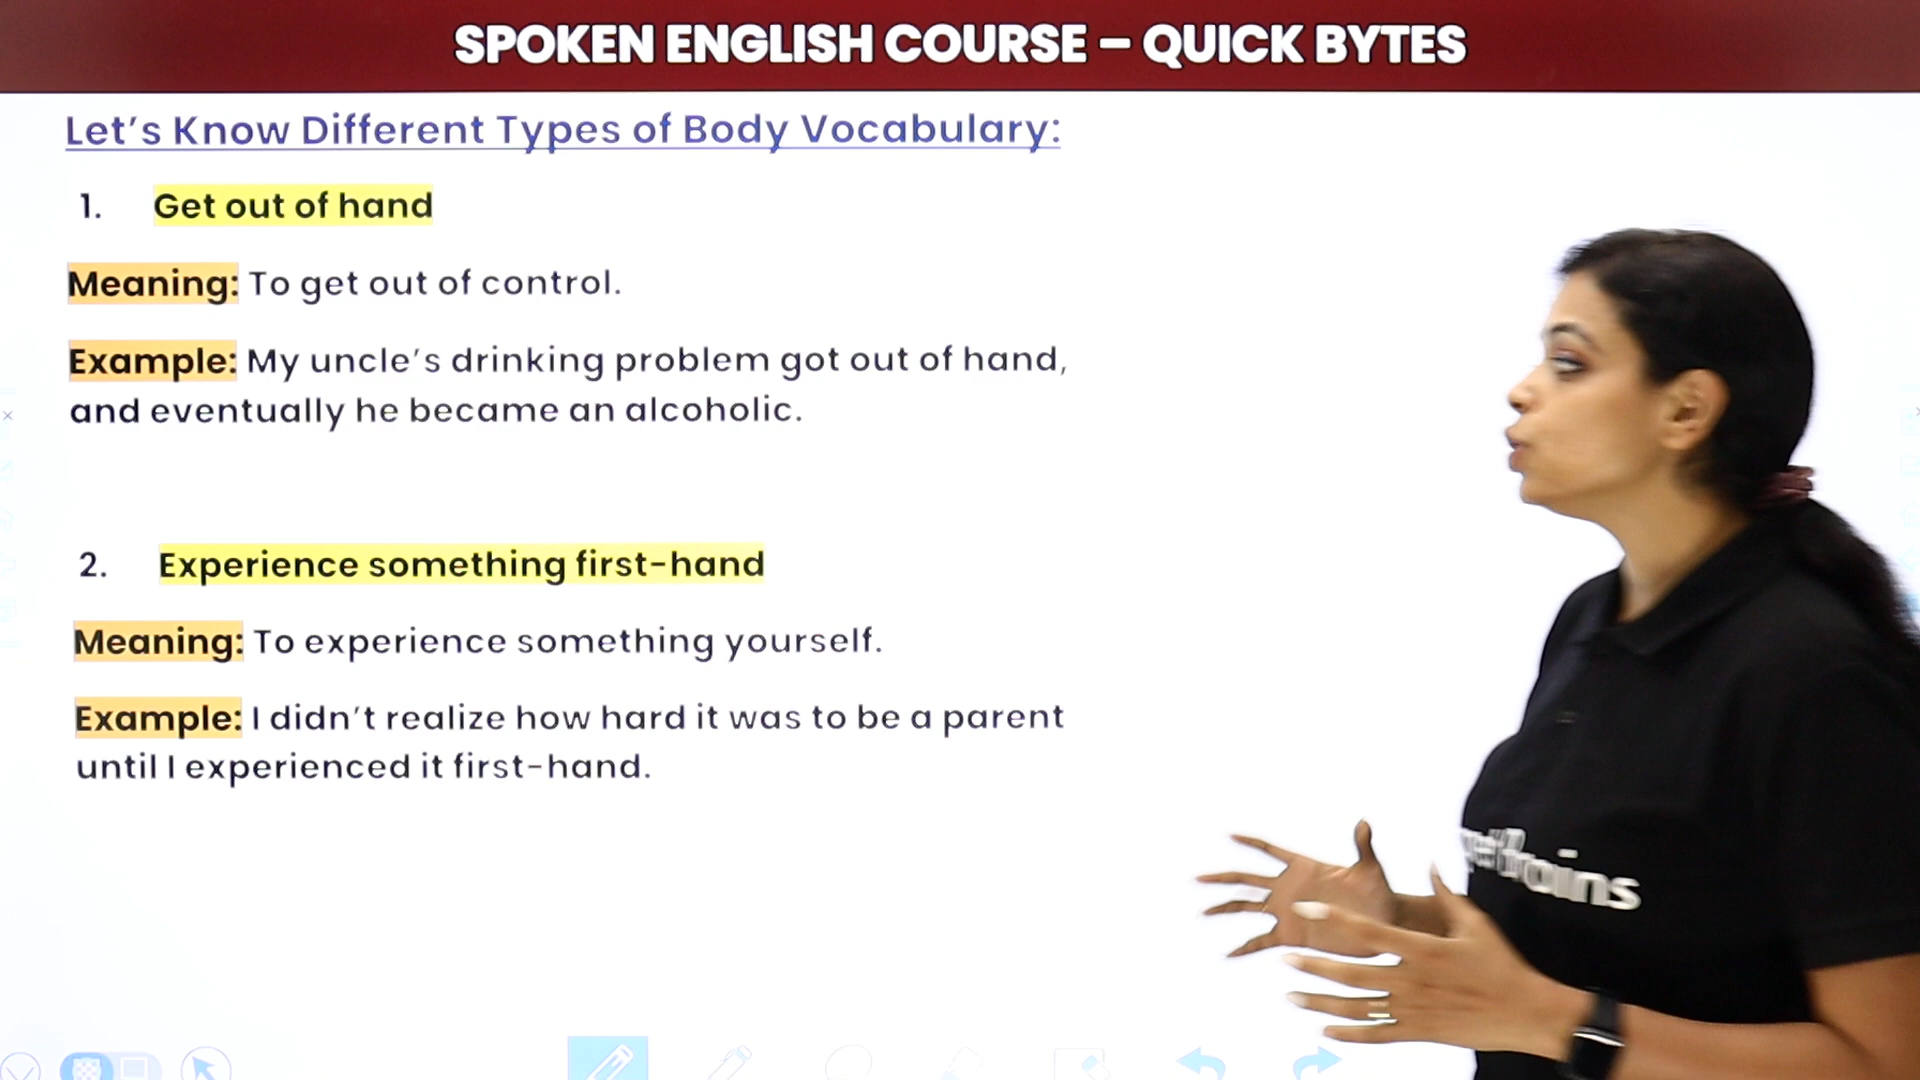 SPOKEN ENGLISH COURSE – QUICK BYTES
Let's Know Different Types of Body Vocabulary:
1. Get out of hand
Meaning: To get out of control.
Example: My uncle's drinking problem got out of hand,
and eventually he became an alcoholic.
2. Experience something first-hand
Meaning: To experience something yourself.
Example: I didn't realize how hard it was to be a parent
until I experienced it first-hand.